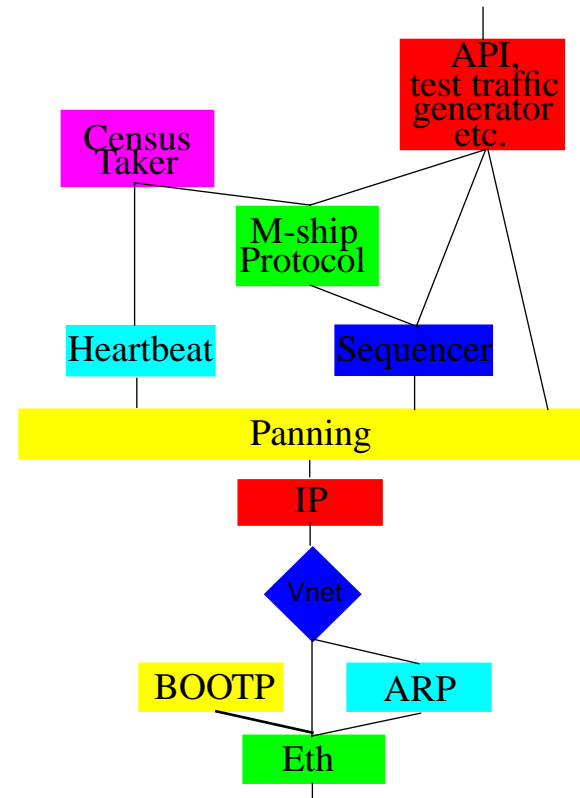 API,
test traffic
generator
etc.
Census
Taker
M-ship
Protocol
Heartbeat
Sequencer
Panning
IP
Vnet
BOOTP
ARP
Eth